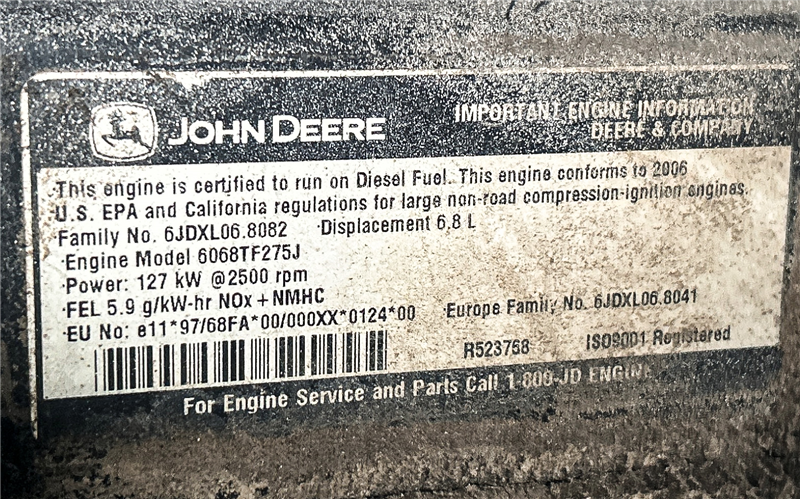 JOHN DEERE
IMPORTANT ENGINE INFORMATION
DEERE & COMPANY
This engine is certified to run on Diesel Fuel. This engine conforms to 2006
U.S. EPA and California regulations for large non-road compression-ignition engines.
Family No. 6JDXL06.8082 ·Displacement 6.8 L
·Engine Model 6068TF275J
·Power: 127 kW @2500 rpm
·FEL 5.9 g/kW-hr NOx + NMHC
·EU No: e11*97/68FA*00/000XX*0124*00
·Europe Family No. 6JDXL06.8041
R523768 ISO9001 Registered
For Engine Service and Parts Call 1-800-JD ENGINE